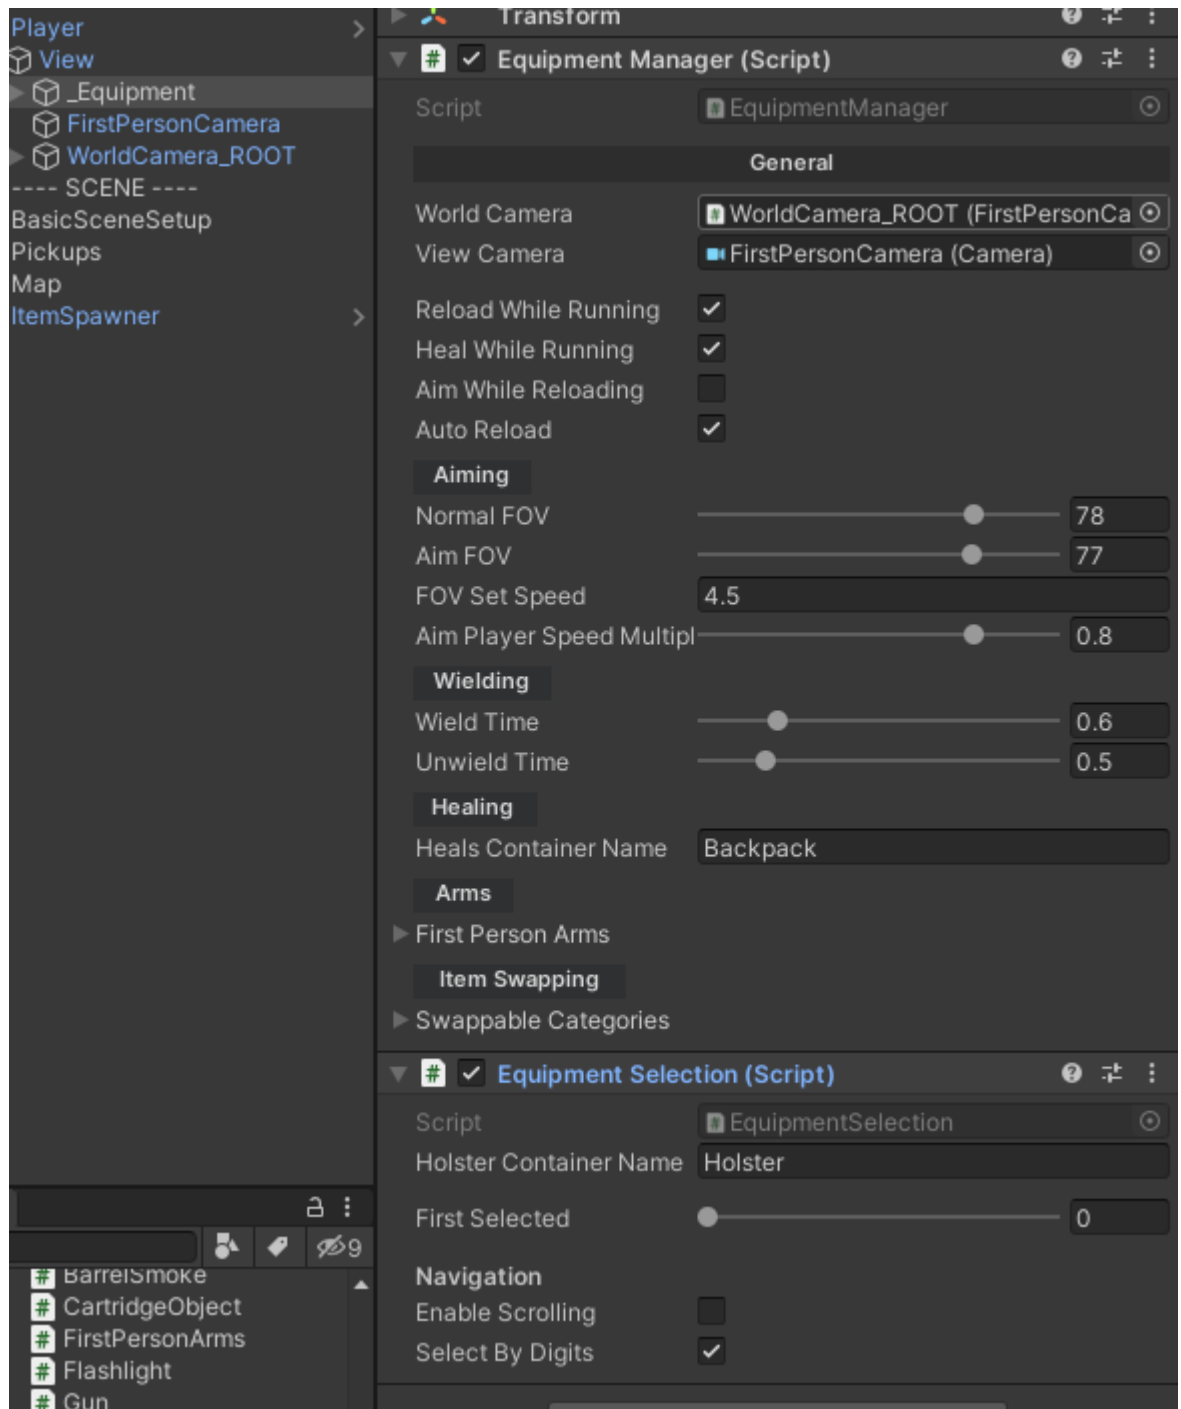 Player
View
_Equipment
FirstPersonCamera
WorldCamera_ROOT
---- SCENE ----
BasicSceneSetup
Pickups
Map
ItemSpawner
9
BarrelSmoke
CartridgeObject
FirstPersonArms
Flashlight
Gun
Transform
Equipment Manager (Script)
Script EquipmentManager
General
World Camera WorldCamera_ROOT (FirstPersonCa
View Camera FirstPersonCamera (Camera)
Reload While Running
Heal While Running
Aim While Reloading
Auto Reload
Aiming
Normal FOV 78
Aim FOV 77
FOV Set Speed 4.5
Aim Player Speed Multipl 0.8
Wielding
Wield Time 0.6
Unwield Time 0.5
Healing
Heals Container Name Backpack
Arms
First Person Arms
Item Swapping
Swappable Categories
Equipment Selection (Script)
Script EquipmentSelection
Holster Container Name Holster
First Selected 0
Navigation
Enable Scrolling
Select By Digits